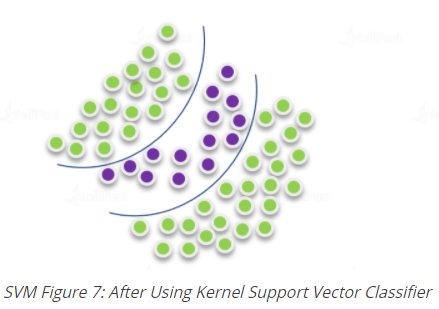 SVM Figure 7: After Using Kernel Support Vector Classifier